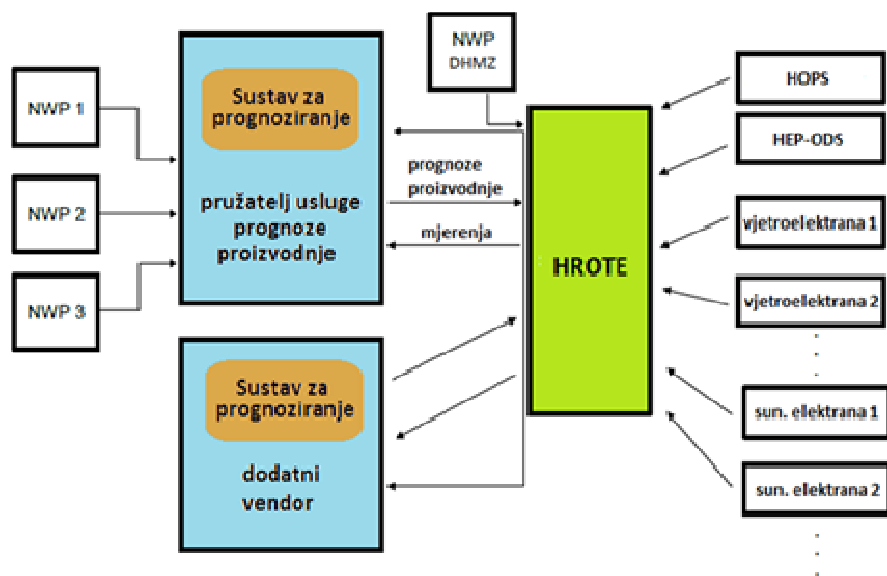 NWP 1
NWP 2
NWP 3
Sustav za
prognoziranje
pružatelj usluge
prognoze
proizvodnje
Sustav za
prognoziranje
dodatni
vendor
NWP
DHMZ
prognoze
proizvodnje
mjerenja
HROTE
HOPS
HEP-ODS
vjetroelektrana 1
vjetroelektrana 2
sun. elektrana 1
sun. elektrana 2